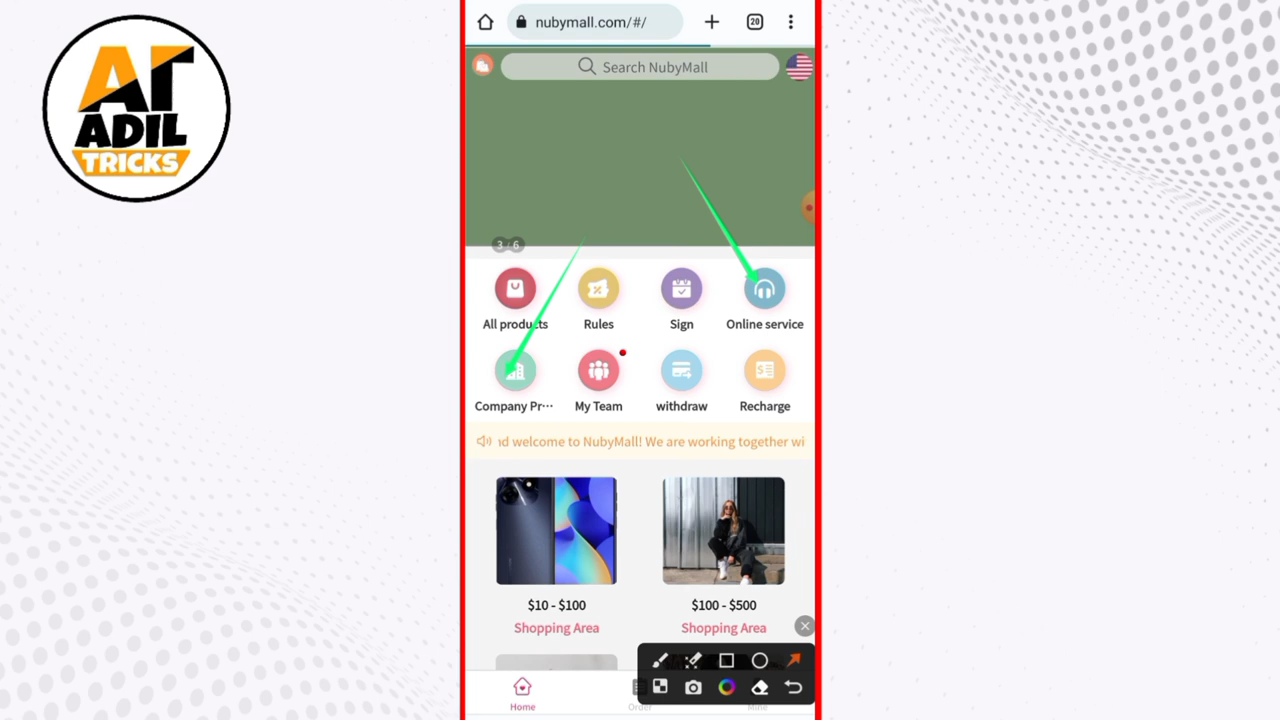 AT
ADIL
TRICKS
nubymall.com/#/
20
Search NubyMall
3 / 6
All products
Rules
Sign
Online service
Company Pr···
My Team
withdraw
Recharge
nd welcome to NubyMall! We are working together wi
$10 - $100
$100 - $500
Shopping Area
Shopping Area
Home
Order
Mine